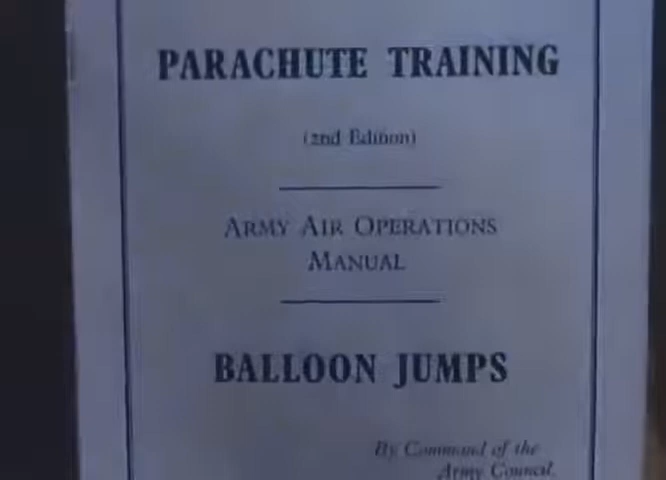 PARACHUTE TRAINING
(2nd Edition)
ARMY AIR OPERATIONS
MANUAL
BALLOON JUMPS
By Command of the
Army Council,